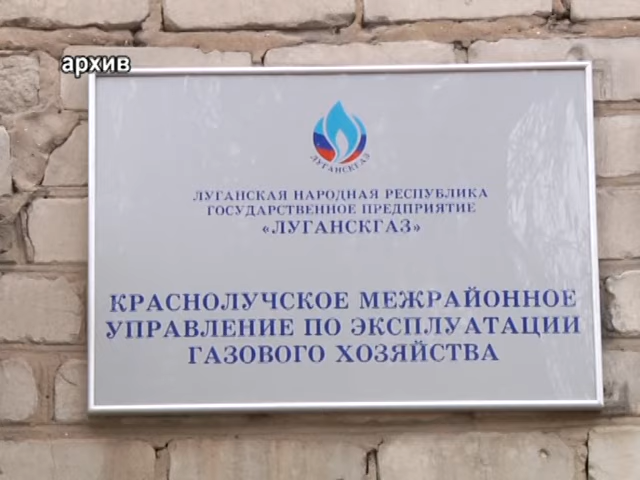 архив
ЛУГАНСКГАЗ
ЛУГАНСКАЯ НАРОДНАЯ РЕСПУБЛИКА
ГОСУДАРСТВЕННОЕ ПРЕДПРИЯТИЕ
«ЛУГАНСКГАЗ»
КРАСНОЛУЧСКОЕ МЕЖРАЙОННОЕ
УПРАВЛЕНИЕ ПО ЭКСПЛУАТАЦИИ
ГАЗОВОГО ХОЗЯЙСТВА